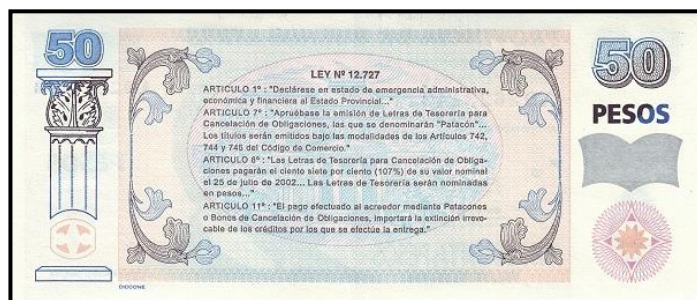 50
50
PESOS
LEY Nº 12.727
ARTICULO 1º : "Declárese en estado de emergencia administrativa,
económica y financiera al Estado Provincial..."
ARTICULO 7º : "Apruébase la emisión de Letras de Tesorería para
Cancelación de Obligaciones, las que se denominarán "Patacón"...
Los títulos serán emitidos bajo las modalidades de los Artículos 742,
744 y 745 del Código de Comercio."
ARTICULO 8º : "Las Letras de Tesorería para Cancelación de Obliga-
ciones pagarán el ciento siete por ciento (107%) de su valor nominal
el 25 de julio de 2002... Las Letras de Tesorería serán nominadas
en pesos..."
ARTICULO 11º : "El pago efectuado al acreedor mediante Patacones
o Bonos de Cancelación de Obligaciones, importará la extinción irrevo-
cable de los créditos por los que se efectúe la entrega."
CICCONE